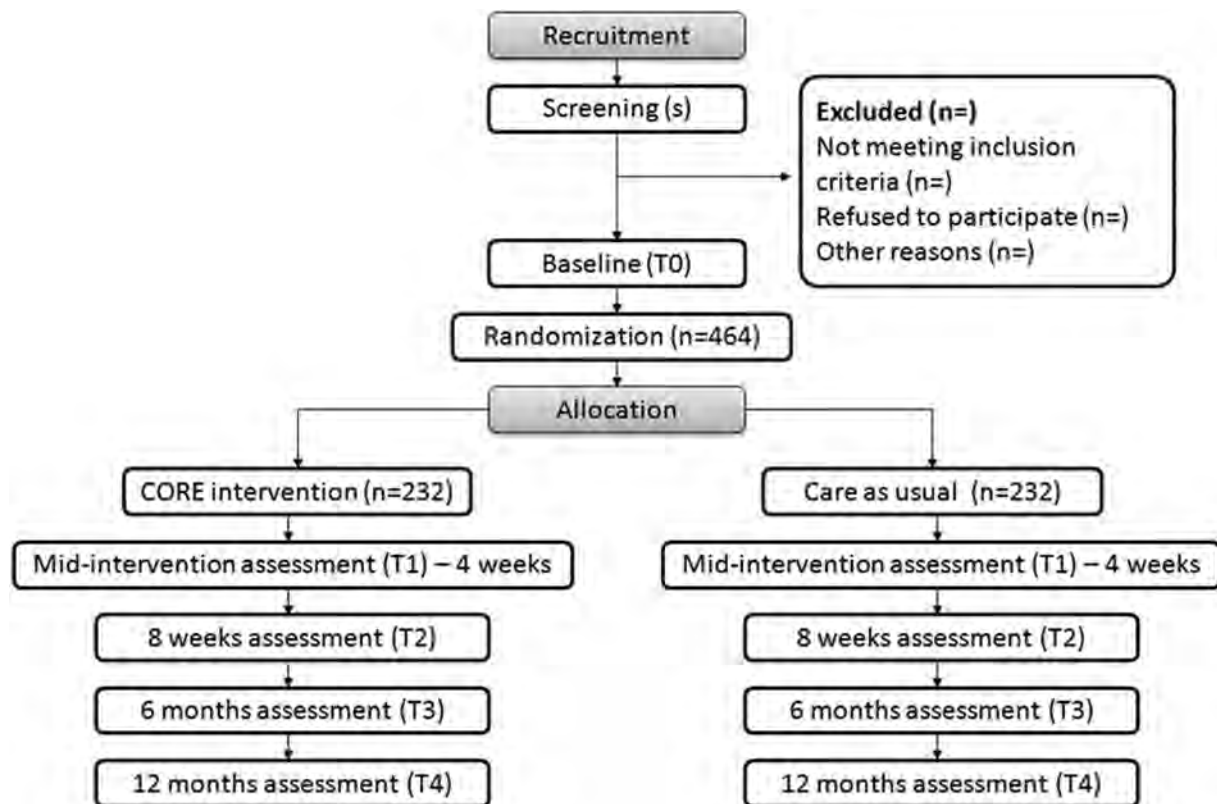 Recruitment
Screening (s)
Excluded (n=)
Not meeting inclusion
criteria (n=)
Refused to participate (n=)
Other reasons (n=)
Baseline (T0)
Randomization (n=464)
Allocation
CORE intervention (n=232)
Care as usual (n=232)
Mid-intervention assessment (T1) – 4 weeks
Mid-intervention assessment (T1) – 4 weeks
8 weeks assessment (T2)
8 weeks assessment (T2)
6 months assessment (T3)
6 months assessment (T3)
12 months assessment (T4)
12 months assessment (T4)